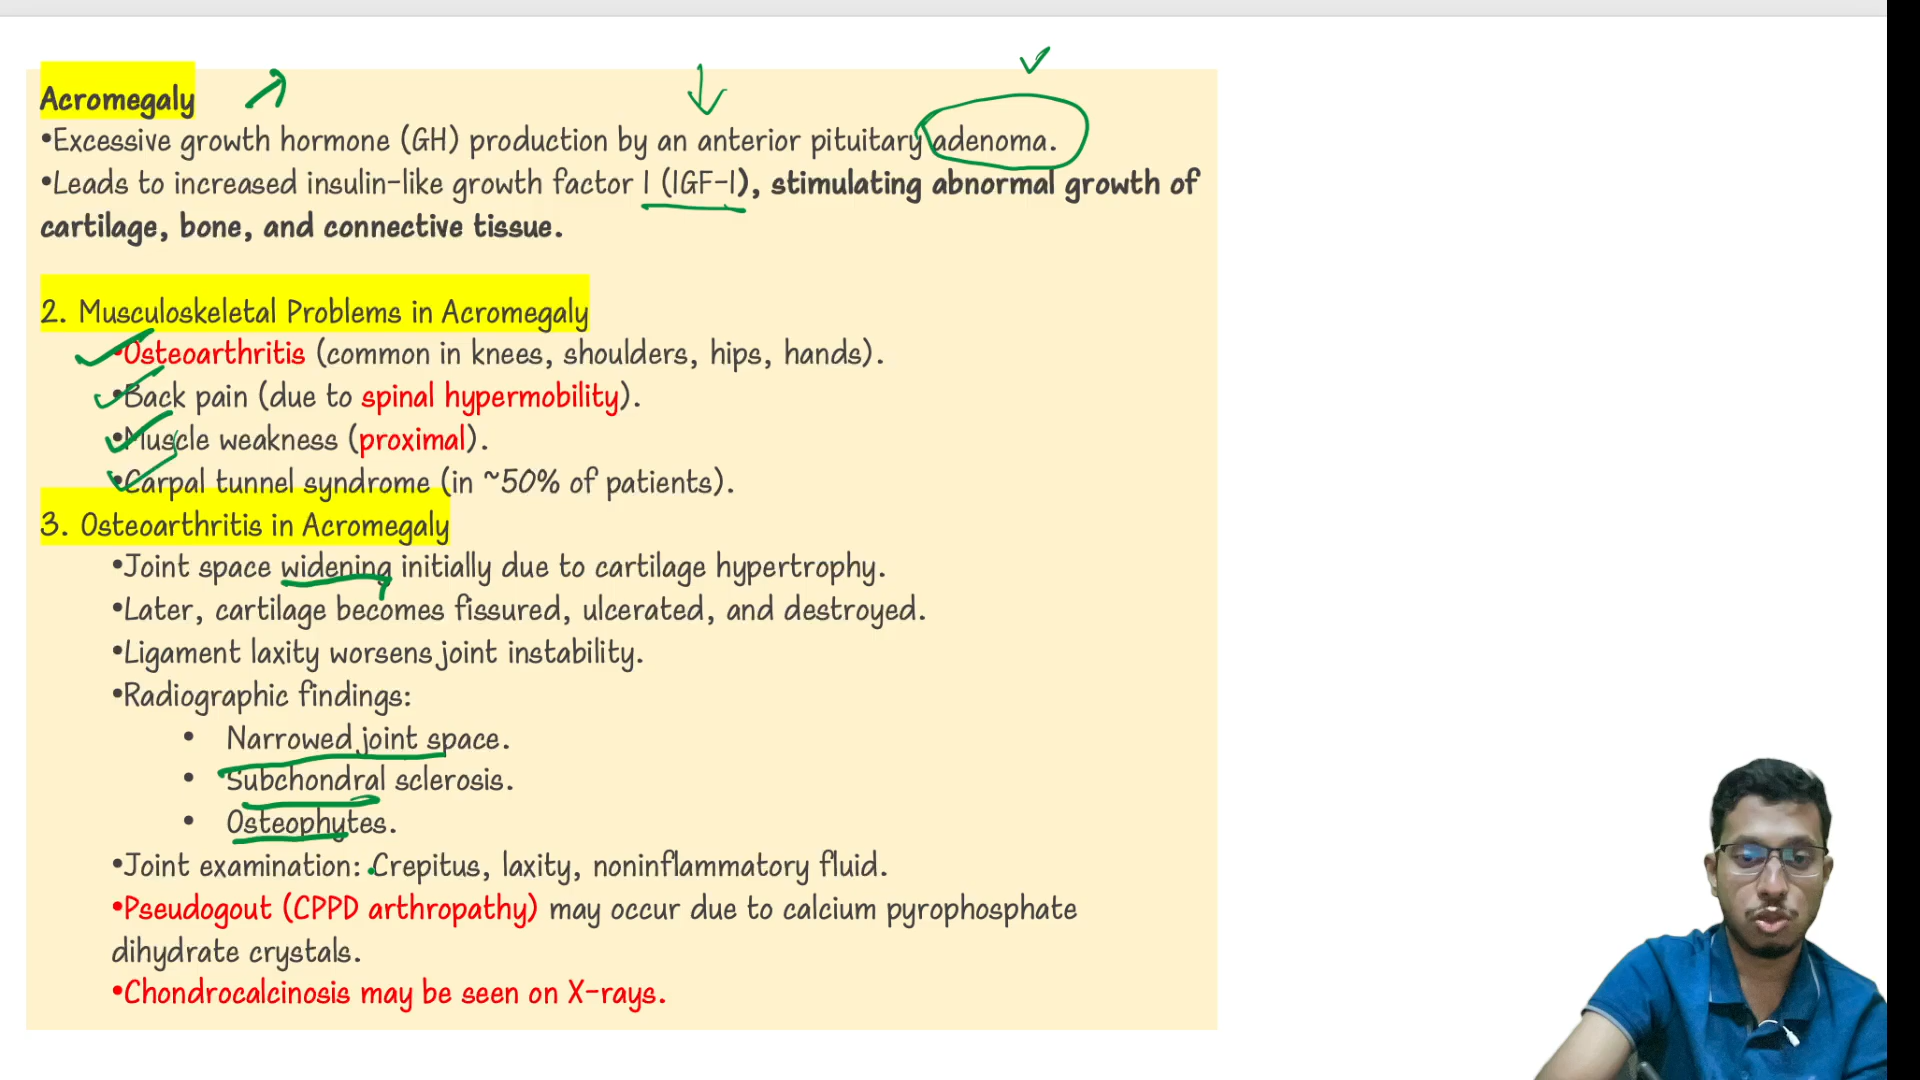 Acromegaly
•Excessive growth hormone (GH) production by an anterior pituitary adenoma.
•Leads to increased insulin-like growth factor I (IGF-I), stimulating abnormal growth of
cartilage, bone, and connective tissue.
2. Musculoskeletal Problems in Acromegaly
•Osteoarthritis (common in knees, shoulders, hips, hands).
•Back pain (due to spinal hypermobility).
•Muscle weakness (proximal).
•Carpal tunnel syndrome (in ~50% of patients).
3. Osteoarthritis in Acromegaly
•Joint space widening initially due to cartilage hypertrophy.
•Later, cartilage becomes fissured, ulcerated, and destroyed.
•Ligament laxity worsens joint instability.
•Radiographic findings:
• Narrowed joint space.
• Subchondral sclerosis.
• Osteophytes.
•Joint examination: Crepitus, laxity, noninflammatory fluid.
•Pseudogout (CPPD arthropathy) may occur due to calcium pyrophosphate
dihydrate crystals.
•Chondrocalcinosis may be seen on X-rays.